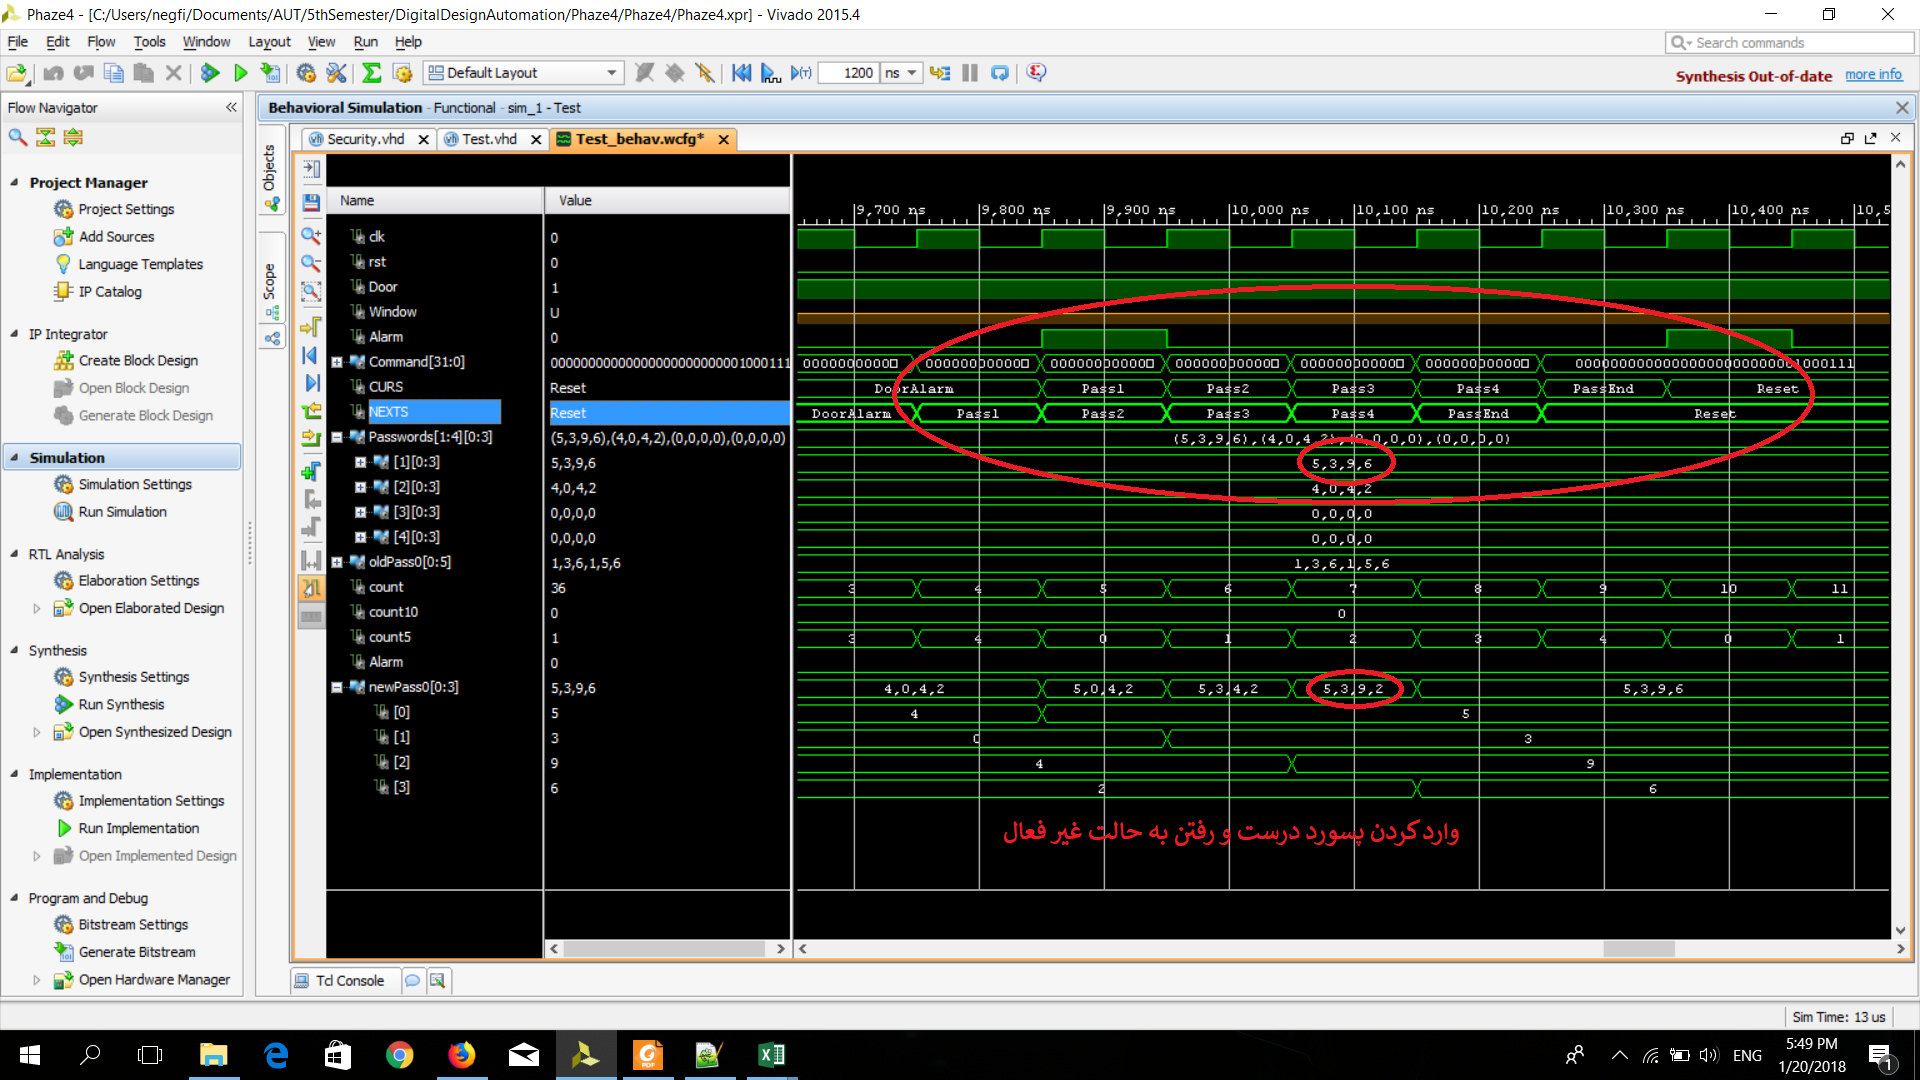 Phaze4 - [C:/Users/negfi/Documents/AUT/5thSemester/DigitalDesignAutomation/Phaze4/Phaze4/Phaze4.xpr] - Vivado 2015.4
File Edit Flow Tools Window Layout View Run Help
Search commands
Default Layout
1200 ns
Synthesis Out-of-date more info
Flow Navigator
Project Manager
Project Settings
Add Sources
Language Templates
IP Catalog
IP Integrator
Create Block Design
Open Block Design
Generate Block Design
Simulation
Simulation Settings
Run Simulation
RTL Analysis
Elaboration Settings
Open Elaborated Design
Synthesis
Synthesis Settings
Run Synthesis
Open Synthesized Design
Implementation
Implementation Settings
Run Implementation
Open Implemented Design
Program and Debug
Bitstream Settings
Generate Bitstream
Open Hardware Manager
Behavioral Simulation - Functional - sim_1 - Test
Objects
Scope
Security.vhd
Test.vhd
Test_behav.wcfg*
Name Value
9,700 ns 9,800 ns 9,900 ns 10,000 ns 10,100 ns 10,200 ns 10,300 ns 10,400 ns 10,5
clk 0
rst 0
Door 1
Window U
Alarm 0
Command[31:0]
CURS Reset DoorAlarm Pass1 Pass2 Pass3 Pass4 PassEnd Reset
NEXTS Reset DoorAlarm Pass1 Pass2 Pass3 Pass4 PassEnd Reset
Passwords[1:4][0:3] (5,3,9,6),(4,0,4,2),(0,0,0,0),(0,0,0,0) (5,3,9,6),(4,0,4,2),(0,0,0,0),(0,0,0,0)
[1][0:3] 5,3,9,6 5,3,9,6
[2][0:3] 4,0,4,2 4,0,4,2
[3][0:3] 0,0,0,0 0,0,0,0
[4][0:3] 0,0,0,0 0,0,0,0
oldPass0[0:5] 1,3,6,1,5,6 1,3,6,1,5,6
count 36 3 4 5 6 7 8 9 10 11
count10 0 0
count5 1 3 4 0 1 2 3 4 0 1
Alarm 0
newPass0[0:3] 5,3,9,6 4,0,4,2 5,0,4,2 5,3,4,2 5,3,9,2 5,3,9,6
[0] 5 4 5
[1] 3 0 3
[2] 9 4 9
[3] 6 2 6
وارد کردن پسورد درست و رفتن به حالت غیر فعال
Tcl Console
Sim Time: 13 us
ENG
5:49 PM
1/20/2018
1